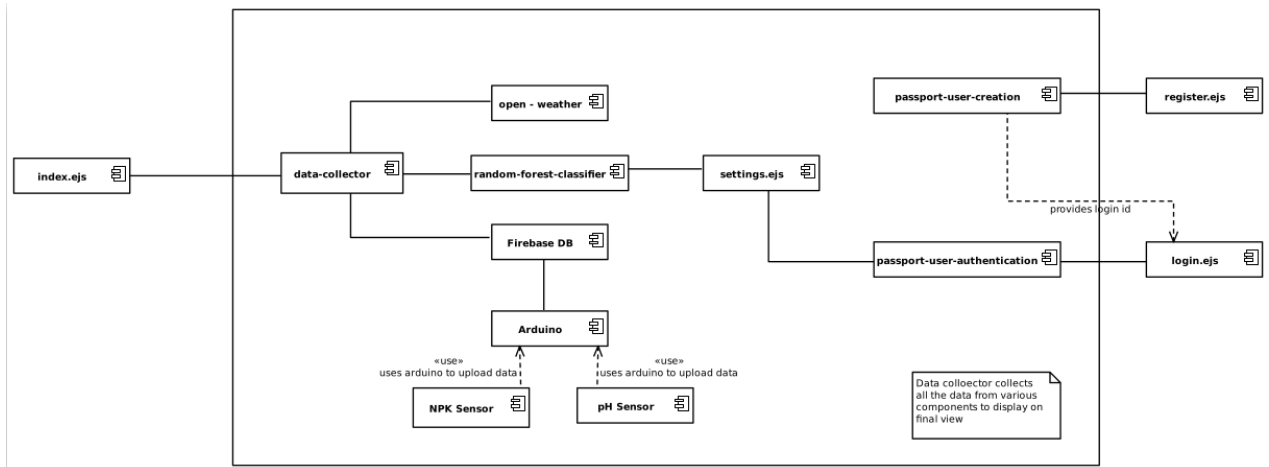 passport-user-creation
register.ejs
open - weather
index.ejs
data-collector
random-forest-classifier
settings.ejs
provides login id
Firebase DB
passport-user-authentication
login.ejs
Arduino
«use»
uses arduino to upload data
«use»
uses arduino to upload data
NPK Sensor
pH Sensor
Data colloector collects
all the data from various
components to display on
final view